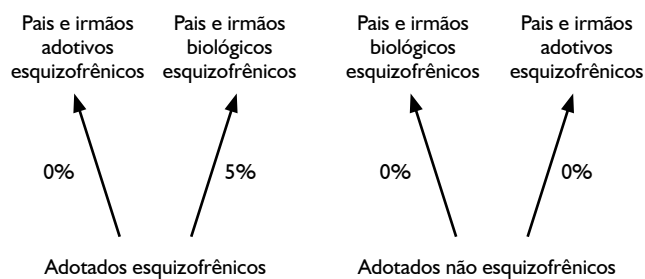 Pais e irmãos
adotivos
esquizofrênicos
Pais e irmãos
biológicos
esquizofrênicos
Pais e irmãos
biológicos
esquizofrênicos
Pais e irmãos
adotivos
esquizofrênicos
0%
5%
0%
0%
Adotados esquizofrênicos
Adotados não esquizofrênicos